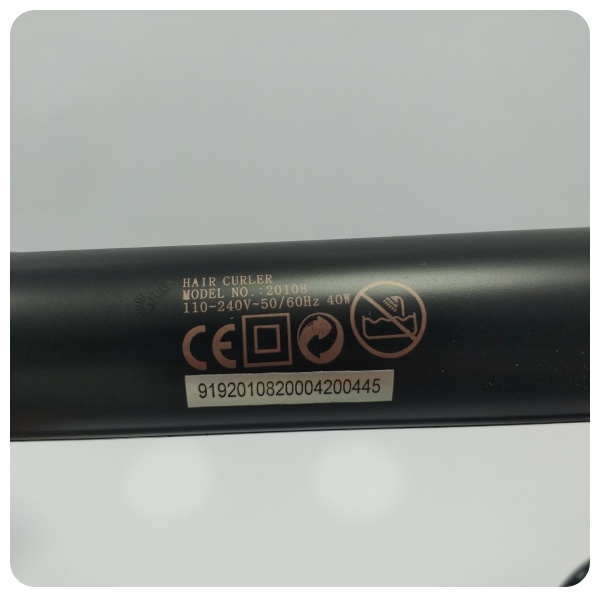 HAIR CURLER
MODEL NO.:20108
110-240V~50/60Hz 40W
CE
9192010820004200445